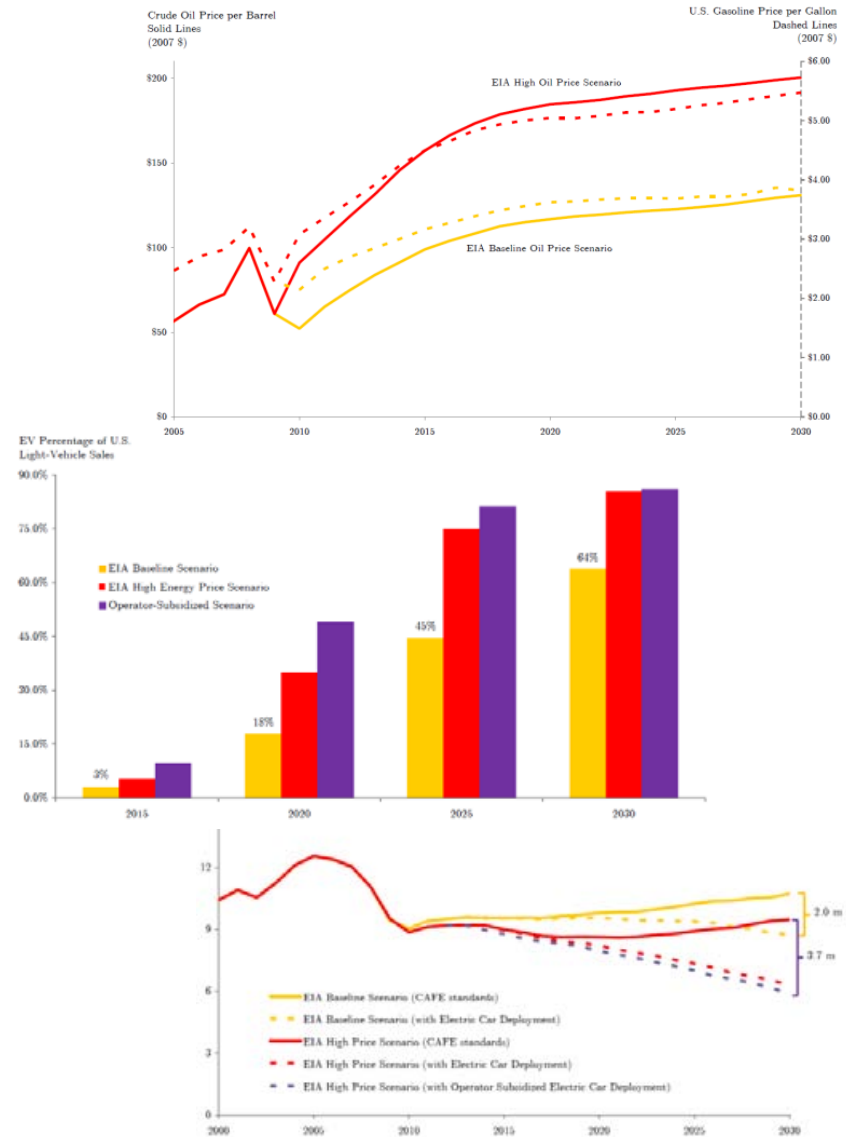 Crude Oil Price per Barrel
Solid Lines
(2007 $)
U.S. Gasoline Price per Gallon
Dashed Lines
(2007 $)
$200
$150
$100
$50
$0
$6.00
$5.00
$4.00
$3.00
$2.00
$1.00
$0.00
EIA High Oil Price Scenario
EIA Baseline Oil Price Scenario
2005
2010
2015
2020
2025
2030
EV Percentage of U.S.
Light-Vehicle Sales
90.0%
75.0%
60.0%
45.0%
30.0%
15.0%
0.0%
EIA Baseline Scenario
EIA High Energy Price Scenario
Operator-Subsidized Scenario
3%
18%
45%
64%
2015
2020
2025
2030
12
9
6
3
0
2.0 m
3.7 m
EIA Baseline Scenario (CAFE standards)
EIA Baseline Scenario (with Electric Car Deployment)
EIA High Price Scenario (CAFE standards)
EIA High Price Scenario (with Electric Car Deployment)
EIA High Price Scenario (with Operator Subsidized Electric Car Deployment)
2000
2005
2010
2015
2020
2025
2030